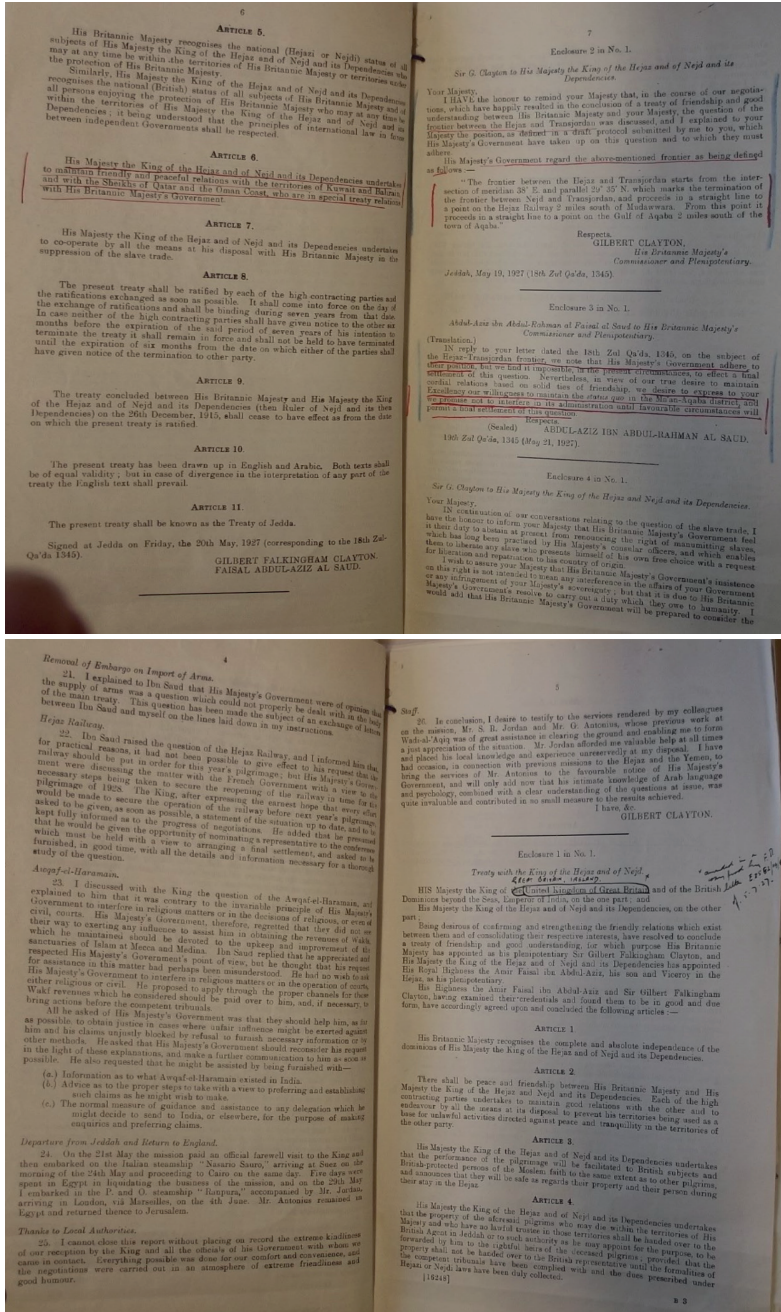 6
ARTICLE 5.
His Britannic Majesty recognises the national (Hejazi or Nejdi) status of all
subjects of His Majesty the King of the Hejaz and of Nejd and its Dependencies who
may at any time be within the territories of His Britannic Majesty or territories under
the protection of His Britannic Majesty.
Similarly, His Majesty the King of the Hejaz and of Nejd and its Dependencies
recognises the national (British) status of all subjects of His Britannic Majesty and of
all persons enjoying the protection of His Britannic Majesty who may at any time be
within the territories of His Majesty the King of the Hejaz and of Nejd and its
Dependencies; it being understood that the principles of international law in force
between independent Governments shall be respected.
ARTICLE 6.
His Majesty the King of the Hejaz and of Nejd and its Dependencies undertakes
to maintain friendly and peaceful relations with the territories of Kuwait and Bahrain,
and with the Sheikhs of Qatar and the Oman Coast, who are in special treaty relations
with His Britannic Majesty's Government.
ARTICLE 7.
His Majesty the King of the Hejaz and of Nejd and its Dependencies undertakes
to co-operate by all the means at his disposal with His Britannic Majesty in the
suppression of the slave trade.
ARTICLE 8.
The present treaty shall be ratified by each of the high contracting parties and
the ratifications exchanged as soon as possible. It shall come into force on the day of
the exchange of ratifications and shall be binding during seven years from that date.
In case neither of the high contracting parties shall have given notice to the other six
months before the expiration of the said period of seven years of his intention to
terminate the treaty it shall remain in force and shall not be held to have terminated
until the expiration of six months from the date on which either of the parties shall
have given notice of the termination to other party.
ARTICLE 9.
The treaty concluded between His Britannic Majesty and His Majesty the King
of the Hejaz and of Nejd and its Dependencies (then Ruler of Nejd and its then
Dependencies) on the 26th December, 1915, shall cease to have effect as from the date
on which the present treaty is ratified.
ARTICLE 10.
The present treaty has been drawn up in English and Arabic. Both texts shall
be of equal validity; but in case of divergence in the interpretation of any part of the
treaty the English text shall prevail.
ARTICLE 11.
The present treaty shall be known as the Treaty of Jedda.
Signed at Jedda on Friday, the 20th May, 1927 (corresponding to the 18th Zul-
Qa'da 1345).
GILBERT FALKINGHAM CLAYTON.
FAISAL ABDUL-AZIZ AL SAUD.
7
Enclosure 2 in No. 1.
Sir G. Clayton to His Majesty the King of the Hejaz and of Nejd and its
Dependencies.
Your Majesty,
I HAVE the honour to remind your Majesty that, in the course of our negotia-
tions, which have happily resulted in the conclusion of a treaty of friendship and good
understanding between His Britannic Majesty and your Majesty, the question of the
frontier between the Hejaz and Transjordan was discussed, and I explained to your
Majesty the position, as defined in a draft protocol submitted by me to you, which
His Majesty's Government have taken up on this question and to which they must
adhere.
His Majesty's Government regard the above-mentioned frontier as being defined
as follows:—
"The frontier between the Hejaz and Transjordan starts from the inter-
section of meridian 38° E. and parallel 29° 35' N. which marks the termination of
the frontier between Nejd and Transjordan, and proceeds in a straight line to
a point on the Hejaz Railway 2 miles south of Mudawwara. From this point it
proceeds in a straight line to a point on the Gulf of Aqaba 2 miles south of the
town of Aqaba."
Respects.
GILBERT CLAYTON,
His Britannic Majesty's
Commissioner and Plenipotentiary.
Jeddah, May 19, 1927 (18th Zul Qa'da, 1345).
Enclosure 3 in No. 1.
Abdul-Aziz ibn Abdul-Rahman al Faisal al Saud to His Britannic Majesty's
Commissioner and Plenipotentiary.
(Translation.)
IN reply to your letter dated the 18th Zul Qa'da, 1345, on the subject of
the Hejaz-Transjordan frontier, we note that His Majesty's Government adhere to
their position, but we find it impossible, in the present circumstances, to effect a final
settlement of this question. Nevertheless, in view of our true desire to maintain
cordial relations based on solid ties of friendship, we desire to express to your
Excellency our willingness to maintain the status quo in the Ma'an-Aqaba district, and
we promise not to interfere in its administration until favourable circumstances will
permit a final settlement of this question.
Respects.
(Sealed) ABDUL-AZIZ IBN ABDUL-RAHMAN AL SAUD.
19th Zul Qa'da, 1345 (May 21, 1927).
Enclosure 4 in No. 1.
Sir G. Clayton to His Majesty the King of the Hejaz and of Nejd and its Dependencies.
Your Majesty,
IN continuation of our conversations relating to the question of the slave trade, I
have the honour to inform your Majesty that His Majesty's Government feel
it their duty to abstain at present from renouncing the right of manumitting slaves,
which has long been practised by His Majesty's consular officers, and which enables
them to liberate any slave who presents himself of his own free choice with a request
for liberation and repatriation to his country of origin.
I wish to assure your Majesty that His Britannic Majesty's Government's insistence
on this right is not intended to mean any interference in the affairs of your Government
or any infringement of your Majesty's sovereignty; but that it is due to His Britannic
Majesty's Government's resolve to carry out a duty which they owe to humanity. I
would add that His Britannic Majesty's Government will be prepared to consider the
4
Removal of Embargo on Import of Arms.
21. I explained to Ibn Saud that His Majesty's Government were of opinion that
the supply of arms was a question which could not properly be dealt with in the body
of the main treaty. This question has been made the subject of an exchange of letters
between Ibn Saud and myself on the lines laid down in my instructions.
Hejaz Railway.
22. Ibn Saud raised the question of the Hejaz Railway, and I informed him that,
for practical reasons, it had not been possible to give effect to his request that the
railway should be put in order for this year's pilgrimage; but His Majesty's Govern-
ment were discussing the matter with the French Government with a view to the
necessary steps being taken to secure the reopening of the railway in time for the
pilgrimage of 1928. The King, after expressing the earnest hope that every effort
would be made to secure the operation of the railway before next year's pilgrimage,
asked to be given, as soon as possible, a statement of the situation up to date, and to be
kept fully informed as to the progress of negotiations. He added that he presumed
that he would be given the opportunity of nominating a representative to the conference
which must be held with a view to arranging a final settlement, and asked to be
furnished, in good time, with all the details and information necessary for a thorough
study of the question.
Awqaf-el-Haramain.
23. I discussed with the King the question of the Awqaf-el-Haramain, and
explained to him that it was contrary to the invariable principle of His Majesty's
Government to interfere in religious matters or in the decisions of religious, or even of
civil, courts. His Majesty's Government, therefore, regretted that they did not see
their way to exerting any influence to assist him in obtaining the revenues of Wakfs
which he maintained should be devoted to the upkeep and improvement of the
sanctuaries of Islam at Mecca and Medina. Ibn Saud replied that he appreciated and
respected His Majesty's Government's point of view, but he thought that his request
for assistance in this matter had perhaps been misunderstood. He had no wish to ask
His Majesty's Government to interfere in religious matters or in the operation of courts,
either religious or civil. He proposed to apply through the proper channels for those
Wakf revenues which he considered should be paid over to him, and, if necessary, to
bring actions before the competent tribunals.
All he asked of His Majesty's Government was that they should help him, as far
as possible, to obtain justice in cases where unfair influence might be exerted against
him and his claims unjustly blocked by refusal to furnish necessary information or by
other methods. He asked that His Majesty's Government should reconsider his request
in the light of these explanations, and make a further communication to him as soon as
possible. He also requested that he might be assisted by being furnished with—
(a.) Information as to what Awqaf-el-Haramain existed in India.
(b.) Advice as to the proper steps to take with a view to preferring and establishing
such claims as he might wish to make.
(c.) The normal measure of guidance and assistance to any delegation which he
might decide to send to India, or elsewhere, for the purpose of making
enquiries and preferring claims.
Departure from Jeddah and Return to England.
24. On the 21st May the mission paid an official farewell visit to the King and
then embarked on the Italian steamship "Nasario Sauro," arriving at Suez on the
morning of the 24th May and proceeding to Cairo on the same day. Five days were
spent in Egypt in liquidating the business of the mission, and on the 29th May
I embarked in the P. and O. steamship "Ranpura," accompanied by Mr. Jordan,
arriving in London, via Marseilles, on the 4th June. Mr. Antonius remained in
Egypt and returned thence to Jerusalem.
Thanks to Local Authorities.
25. I cannot close this report without placing on record the extreme kindliness
of our reception by the King and all the officials of his Government with whom we
came in contact. Everything possible was done for our comfort and convenience, and
the negotiations were carried out in an atmosphere of extreme friendliness and
good humour.
5
Staff.
26. In conclusion, I desire to testify to the services rendered by my colleagues
on the mission, Mr. S. R. Jordan and Mr. G. Antonius, whose previous work at
Wadi-al-'Aqiq was of great assistance in clearing the ground and enabling me to form
a just appreciation of the situation. Mr. Jordan afforded me valuable help at all times
and placed his local knowledge and experience unreservedly at my disposal. I have
had occasion, in connection with previous missions to the Hejaz and the Yemen, to
bring the services of Mr. Antonius to the favourable notice of His Majesty's
Government, and will only add now that his intimate knowledge of Arab language
and psychology, combined with a clear understanding of the questions at issue, was
quite invaluable and contributed in no small measure to the results achieved.
I have, &c.
GILBERT CLAYTON.
Enclosure 1 in No. 1.
Treaty with the King of the Hejaz and of Nejd.
GREAT BRITAIN, IRELAND,
HIS Majesty the King of the United Kingdom of Great Britain and of the British
Dominions beyond the Seas, Emperor of India, on the one part; and
His Majesty the King of the Hejaz and of Nejd and its Dependencies, on the other
part;
Being desirous of confirming and strengthening the friendly relations which exist
between them and of consolidating their respective interests, have resolved to conclude
a treaty of friendship and good understanding, for which purpose His Britannic
Majesty has appointed as his plenipotentiary Sir Gilbert Falkingham Clayton, and
His Majesty the King of the Hejaz and of Nejd and its Dependencies has appointed
His Royal Highness the Amir Faisal ibn Abdul-Aziz, his son and Viceroy in the
Hejaz, as his plenipotentiary.
His Highness the Amir Faisal ibn Abdul-Aziz and Sir Gilbert Falkingham
Clayton, having examined their credentials and found them to be in good and due
form, have accordingly agreed upon and concluded the following articles:—
ARTICLE 1.
His Britannic Majesty recognises the complete and absolute independence of the
dominions of His Majesty the King of the Hejaz and of Nejd and its Dependencies.
ARTICLE 2.
There shall be peace and friendship between His Britannic Majesty and His
Majesty the King of the Hejaz and of Nejd and its Dependencies. Each of the high
contracting parties undertakes to maintain good relations with the other and to
endeavour by all the means at its disposal to prevent his territories being used as a
base for unlawful activities directed against peace and tranquillity in the territories of
the other party.
ARTICLE 3.
His Majesty the King of the Hejaz and of Nejd and its Dependencies undertakes
that the performance of the pilgrimage will be facilitated to British subjects and
British-protected persons of the Moslem faith to the same extent as to other pilgrims,
and announces that they will be safe as regards their property and their person during
their stay in the Hejaz.
ARTICLE 4.
His Majesty the King of the Hejaz and of Nejd and its Dependencies undertakes
that the property of the aforesaid pilgrims who may die within the territories of His
Majesty and who have no lawful trustee in those territories shall be handed over to the
British Agent in Jeddah or to such authority as he may appoint for the purpose, to be
forwarded by him to the rightful heirs of the deceased pilgrims; provided that the
property shall not be handed over to the British representative until the formalities of
the competent tribunals have been complied with and the dues prescribed under
Hejazi or Nejdi laws have been duly collected.
[16248]
B 3